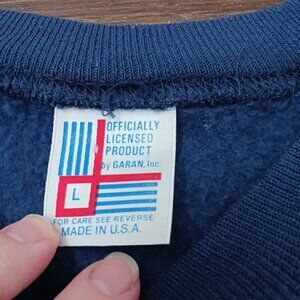 OFFICIALLY
LICENSED
PRODUCT
by GARAN, Inc.
L
FOR CARE SEE REVERSE
MADE IN U.S.A.